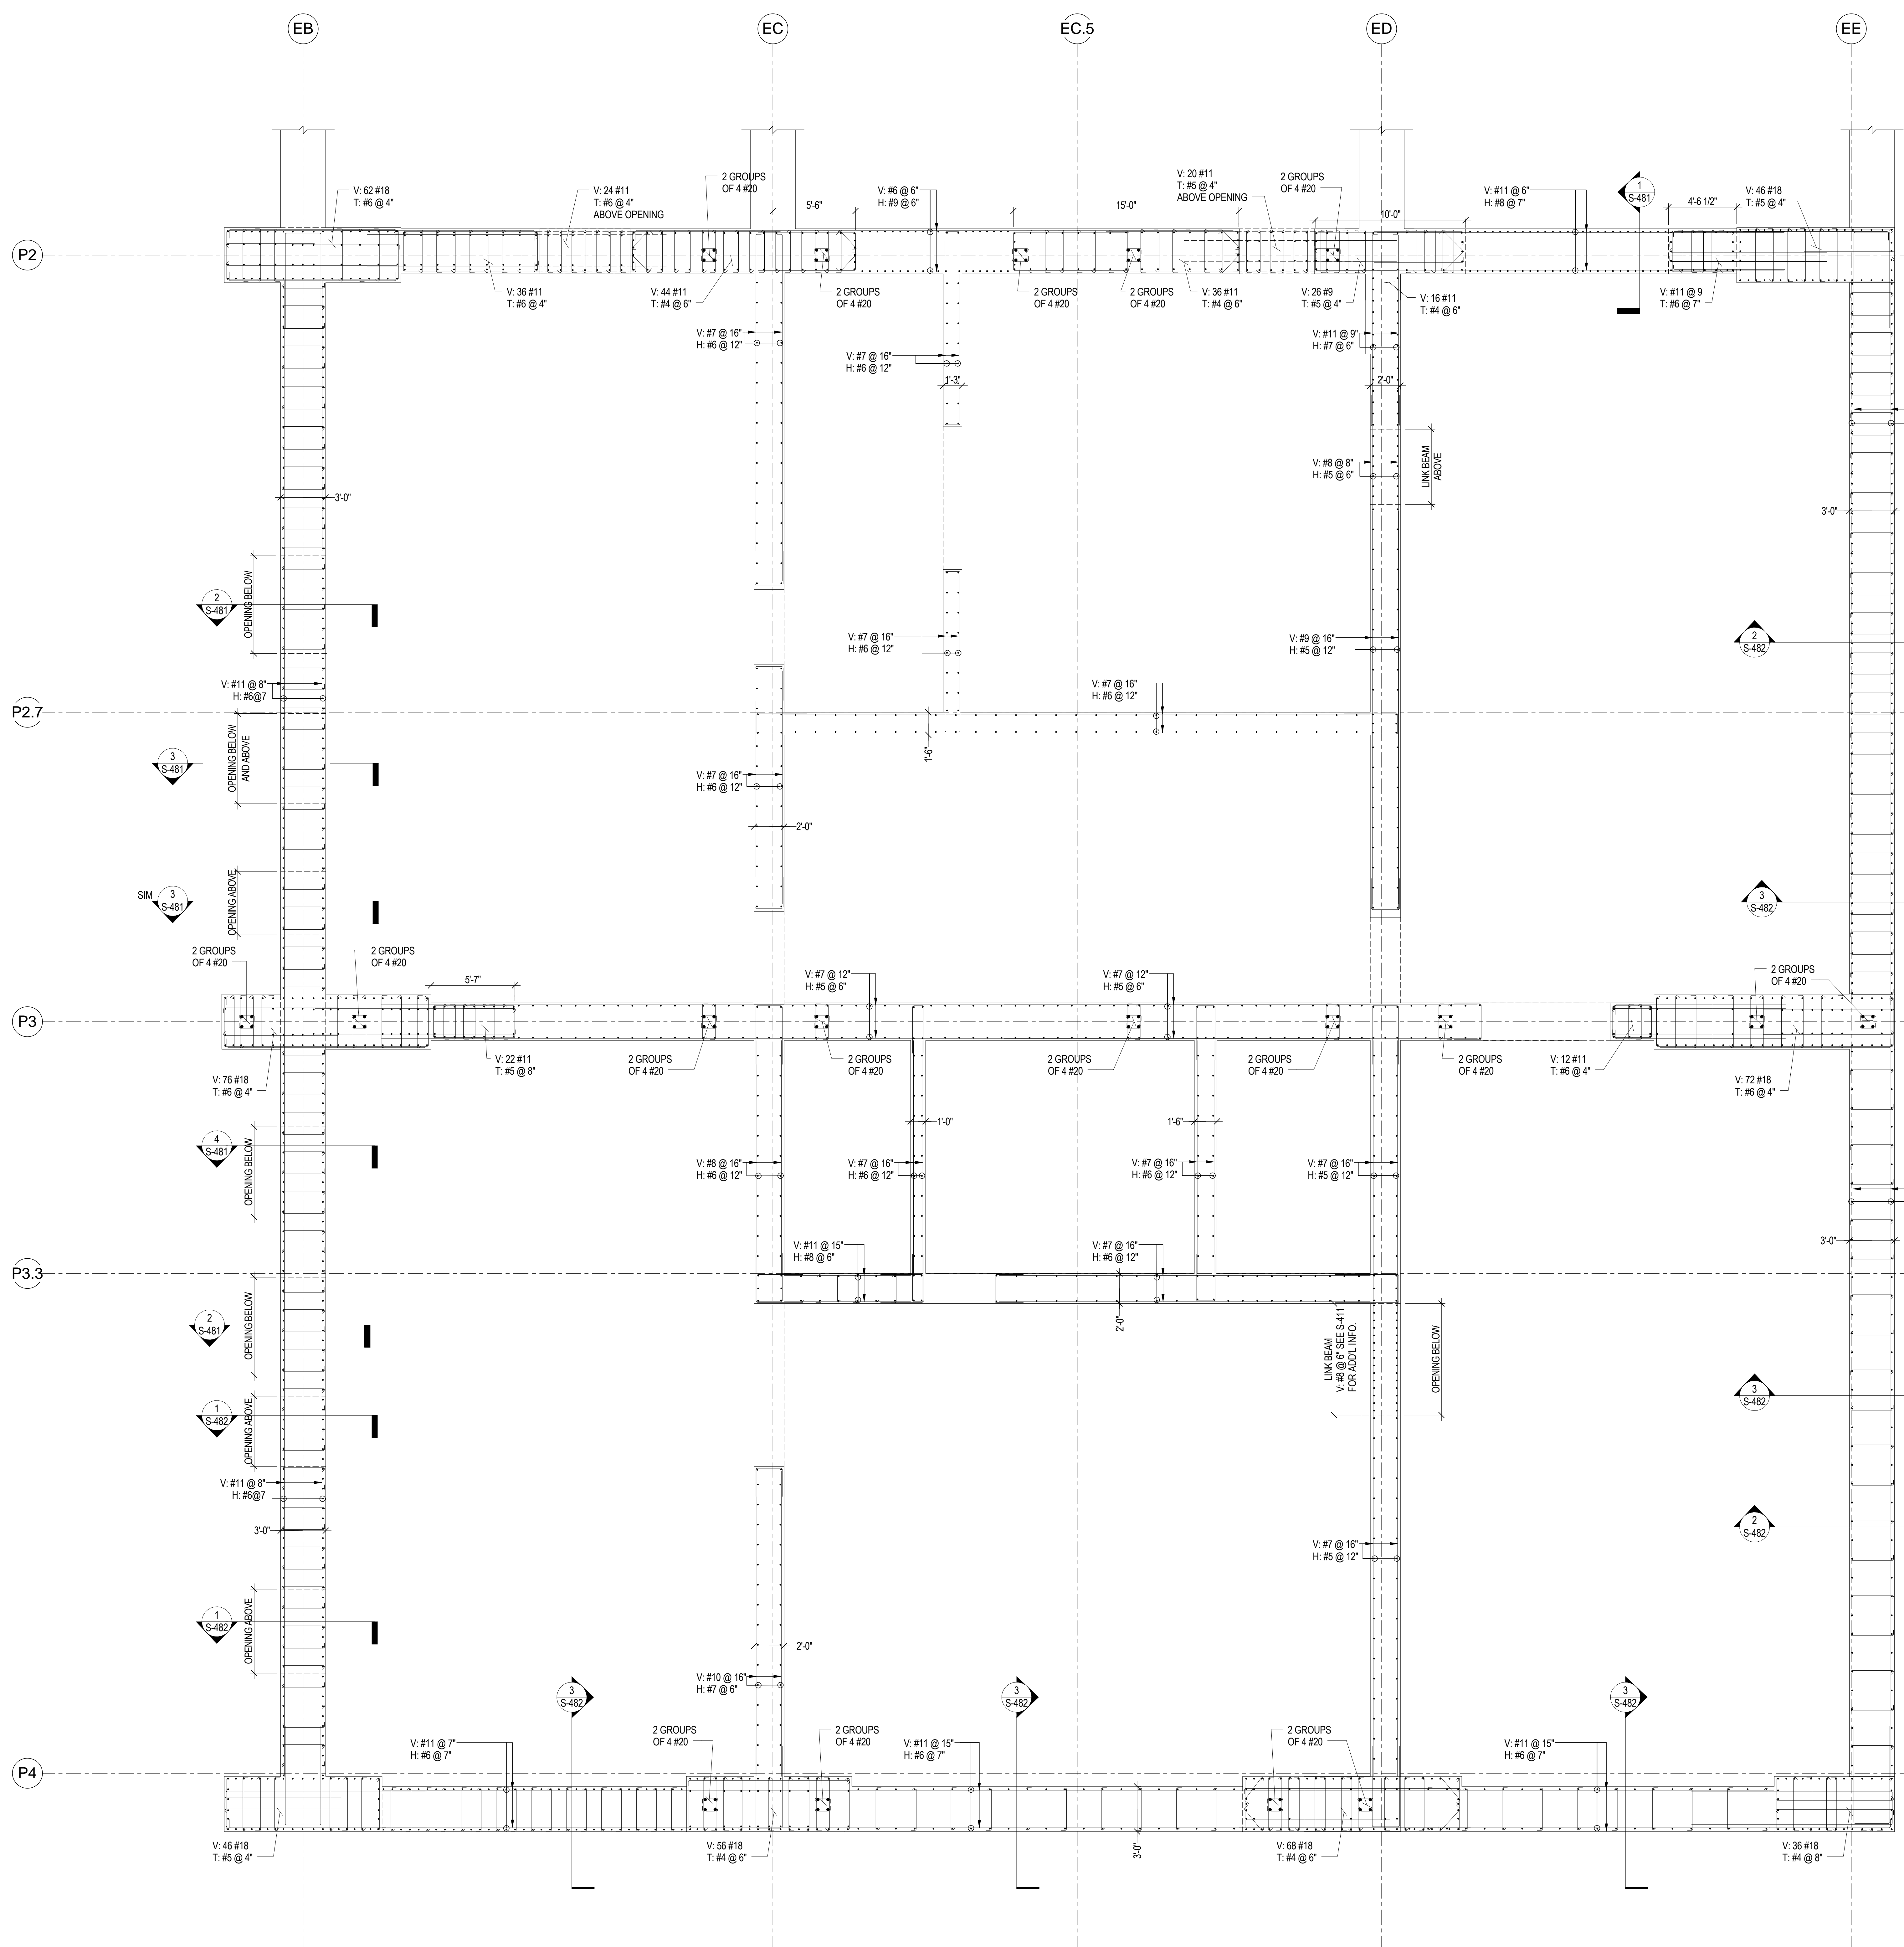 EB
EC
EC.5
ED
EE
P2
V: 62 #18
T: #6 @ 4"
V: 24 #11
T: #6 @ 4"
ABOVE OPENING
2 GROUPS
OF 4 #20
5'-6"
V: #6 @ 6"
H: #9 @ 6"
15'-0"
V: 20 #11
T: #5 @ 4"
ABOVE OPENING
2 GROUPS
OF 4 #20
10'-0"
V: #11 @ 6"
H: #8 @ 7"
1
S-481
4'-6 1/2"
V: 46 #18
T: #5 @ 4"
V: 36 #11
T: #6 @ 4"
V: 44 #11
T: #4 @ 6"
2 GROUPS
OF 4 #20
2 GROUPS
OF 4 #20
2 GROUPS
OF 4 #20
V: 36 #11
T: #4 @ 6"
V: 26 #9
T: #5 @ 4"
V: 16 #11
T: #4 @ 6"
V: #11 @ 9
T: #6 @ 7"
V: #7 @ 16"
H: #6 @ 12"
V: #7 @ 16"
H: #6 @ 12"
1'-3"
V: #11 @ 9"
H: #7 @ 6"
2'-0"
V: #8 @ 8"
H: #5 @ 6"
LINK BEAM
ABOVE
3'-0"
3'-0"
OPENING BELOW
2
S-481
V: #7 @ 16"
H: #6 @ 12"
V: #9 @ 16"
H: #5 @ 12"
2
S-482
V: #11 @ 8"
H: #6@7
V: #7 @ 16"
H: #6 @ 12"
P2.7
OPENING BELOW
AND ABOVE
3
S-481
1'-6"
V: #7 @ 16"
H: #6 @ 12"
2'-0"
SIM
3
S-481
OPENING ABOVE
3
S-482
2 GROUPS
OF 4 #20
2 GROUPS
OF 4 #20
5'-7"
V: #7 @ 12"
H: #5 @ 6"
V: #7 @ 12"
H: #5 @ 6"
2 GROUPS
OF 4 #20
P3
V: 22 #11
T: #5 @ 8"
2 GROUPS
OF 4 #20
2 GROUPS
OF 4 #20
2 GROUPS
OF 4 #20
2 GROUPS
OF 4 #20
2 GROUPS
OF 4 #20
V: 12 #11
T: #6 @ 4"
V: 76 #18
T: #6 @ 4"
V: 72 #18
T: #6 @ 4"
1'-0"
1'-6"
4
S-481
OPENING BELOW
V: #8 @ 16"
H: #6 @ 12"
V: #7 @ 16"
H: #6 @ 12"
V: #7 @ 16"
H: #6 @ 12"
V: #7 @ 16"
H: #5 @ 12"
3'-0"
V: #11 @ 15"
H: #8 @ 6"
V: #7 @ 16"
H: #6 @ 12"
P3.3
2'-0"
OPENING BELOW
2
S-481
LINK BEAM
V: #8 @ 6" SEE S-411
FOR ADD'L INFO.
OPENING BELOW
3
S-482
1
S-482
OPENING ABOVE
V: #11 @ 8"
H: #6@7
3'-0"
2
S-482
V: #7 @ 16"
H: #5 @ 12"
1
S-482
OPENING ABOVE
2'-0"
V: #10 @ 16"
H: #7 @ 6"
3
S-482
3
S-482
3
S-482
V: #11 @ 7"
H: #6 @ 7"
2 GROUPS
OF 4 #20
2 GROUPS
OF 4 #20
V: #11 @ 15"
H: #6 @ 7"
2 GROUPS
OF 4 #20
V: #11 @ 15"
H: #6 @ 7"
P4
V: 46 #18
T: #5 @ 4"
V: 56 #18
T: #4 @ 6"
3'-0"
V: 68 #18
T: #4 @ 6"
V: 36 #18
T: #4 @ 8"